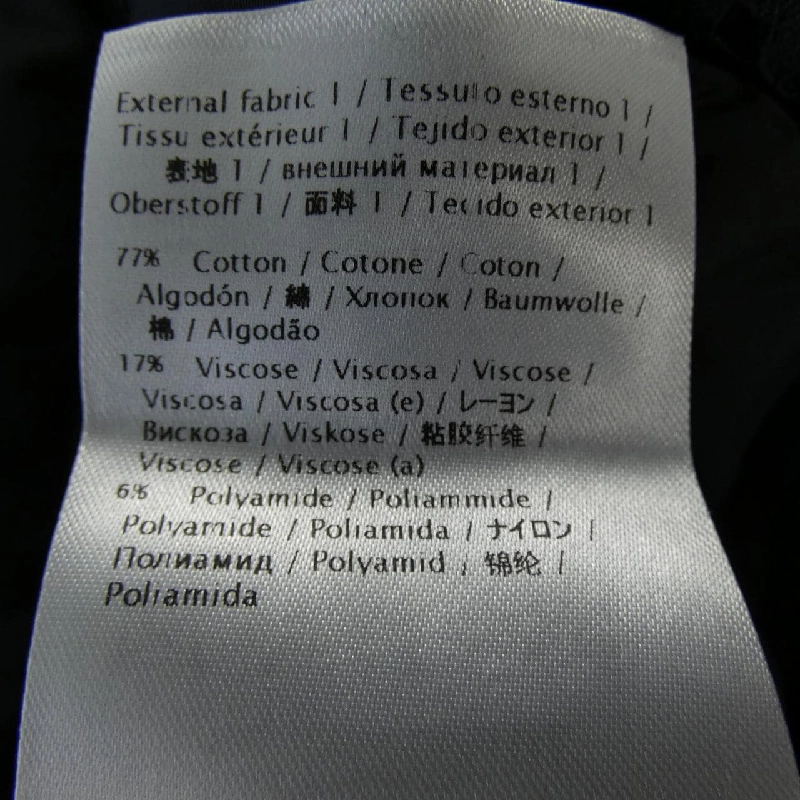 External fabric 1 / Tessuto esterno 1 /
Tissu extérieur 1 / Tejido exterior 1 /
表地 1 / внешний материал 1 /
Oberstoff 1 / 面料 1 / Tecido exterior 1
77% Cotton / Cotone / Coton /
Algodón / 綿 / Хлопок / Baumwolle /
棉 / Algodão
17% Viscose / Viscosa / Viscose /
Viscosa / Viscosa (e) / レーヨン /
Вискоза / Viskose / 粘胶纤维 /
Viscose / Viscose (a)
6% Polyamide / Poliammide /
Polyamide / Poliamida / ナイロン /
Полиамид / Polyamid / 锦纶 /
Poliamida